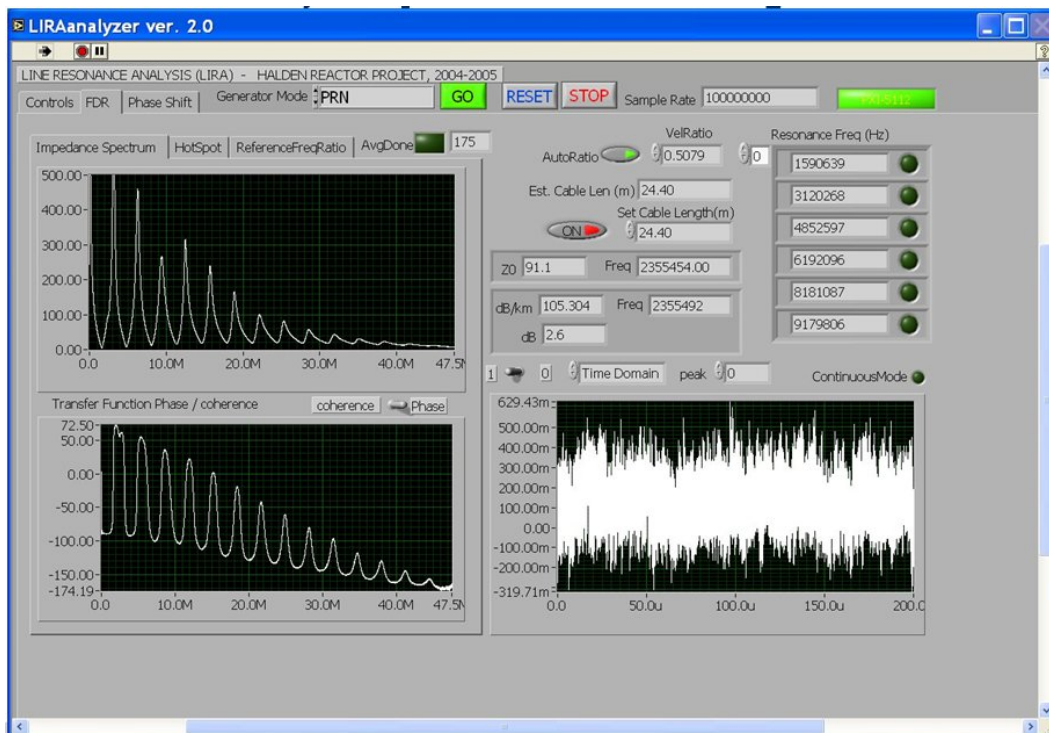 LIRAanalyzer ver. 2.0
LINE RESONANCE ANALYSIS (LIRA) - HALDEN REACTOR PROJECT, 2004-2005
Controls FDR Phase Shift Generator Mode PRN GO RESET STOP Sample Rate 100000000 PXI-5112
Impedance Spectrum HotSpot ReferenceFreqRatio AvgDone 175
VelRatio Resonance Freq (Hz)
AutoRatio 0.5079 0 1590639
Est. Cable Len (m) 24.40 3120268
Set Cable Length(m)
ON 24.40 4852597
Z0 91.1 Freq 2355454.00 6192096
8181087
dB/km 105.304 Freq 2355492 9179806
dB 2.6
500.00
400.00
300.00
200.00
100.00
0.00
0.0 10.0M 20.0M 30.0M 40.0M 47.5
1 0 Time Domain peak 0 ContinuousMode
Transfer Function Phase / coherence coherence Phase
72.50
50.00
0.00
-50.00
-100.00
-150.00
-174.19
0.0 10.0M 20.0M 30.0M 40.0M 47.5
629.43m
500.00m
400.00m
300.00m
200.00m
100.00m
0.00
-100.00m
-200.00m
-319.71m
0.0 50.0u 100.0u 150.0u 200.0